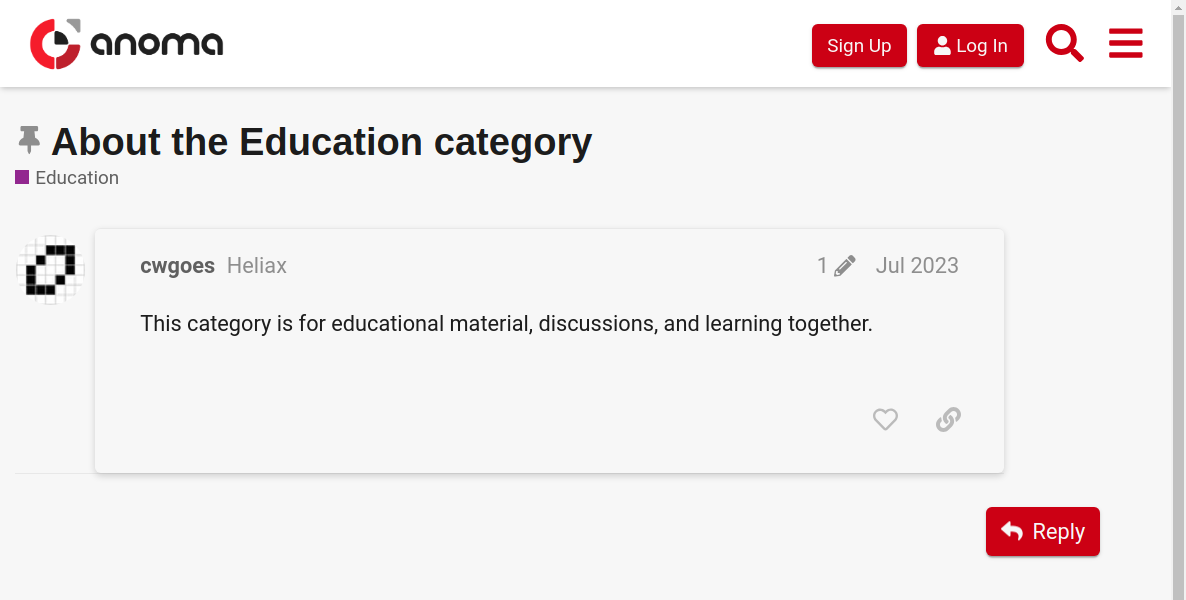 anoma
Sign Up
Log In
About the Education category
Education
cwgoes Heliax 1 Jul 2023
This category is for educational material, discussions, and learning together.
Reply